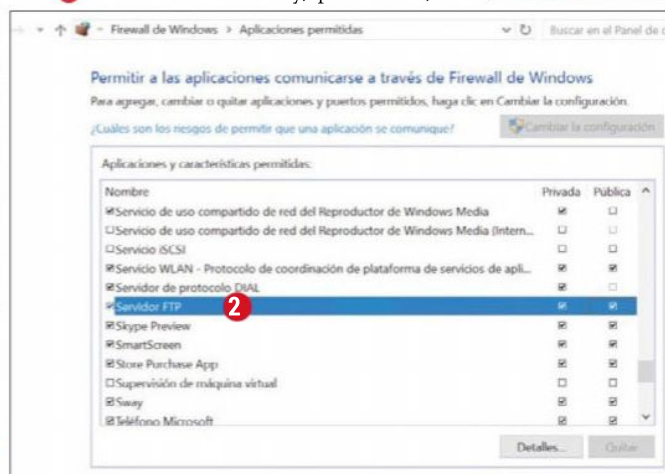 Firewall de Windows > Aplicaciones permitidas
Buscar en el Panel de
Permitir a las aplicaciones comunicarse a través de Firewall de Windows
Para agregar, cambiar o quitar aplicaciones y puertos permitidos, haga clic en Cambiar la configuración.
¿Cuáles son los riesgos de permitir que una aplicación se comunique?
Cambiar la configuración
Aplicaciones y características permitidas:
Nombre Privada Pública
Servicio de uso compartido de red del Reproductor de Windows Media
Servicio de uso compartido de red del Reproductor de Windows Media (Intern...
Servicio iSCSI
Servicio WLAN - Protocolo de coordinación de plataforma de servicios de apli...
Servidor de protocolo DIAL
Servidor FTP 2
Skype Preview
SmartScreen
Store Purchase App
Supervisión de máquina virtual
Sway
Teléfono Microsoft
Detalles... Quitar